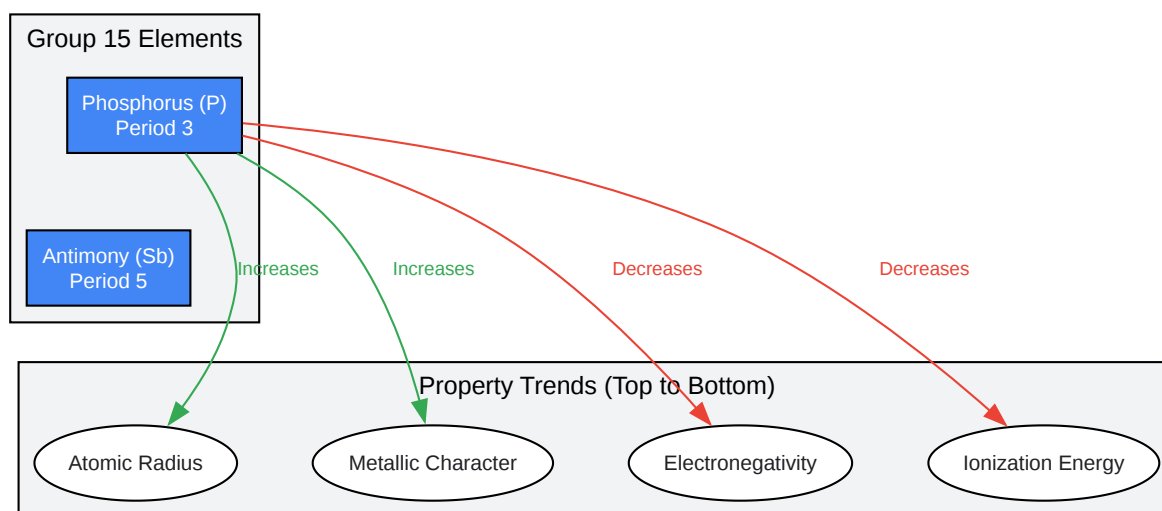 Group 15 Elements
Phosphorus (P)
Period 3
Antimony (Sb)
Period 5
Increases
Increases
Decreases
Decreases
Property Trends (Top to Bottom)
Atomic Radius
Metallic Character
Electronegativity
Ionization Energy